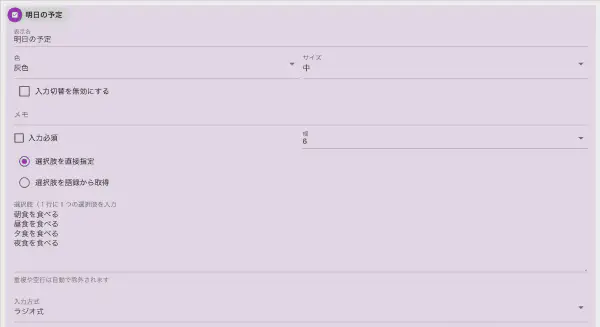 明日の予定
表示名
明日の予定
色
サイズ
灰色
中
入力切替を無効にする
メモ
入力必須
幅
6
選択肢を直接指定
選択肢を語録から取得
選択肢（１行に１つの選択肢を入力
朝食を食べる
昼食を食べる
夕食を食べる
夜食を食べる
重複や空行は自動で除外されます
入力方式
ラジオ式